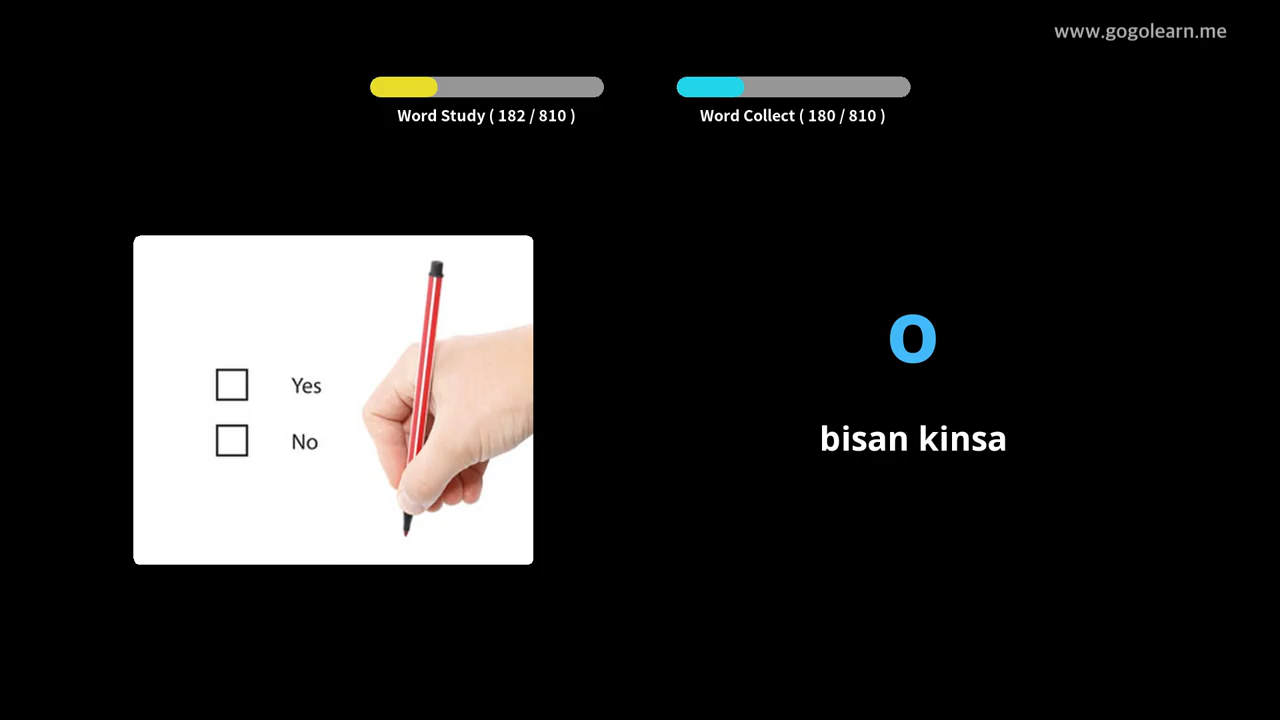 www.gogolearn.me
Word Study ( 182 / 810 )
Word Collect ( 180 / 810 )
Yes
No
o
bisan kinsa